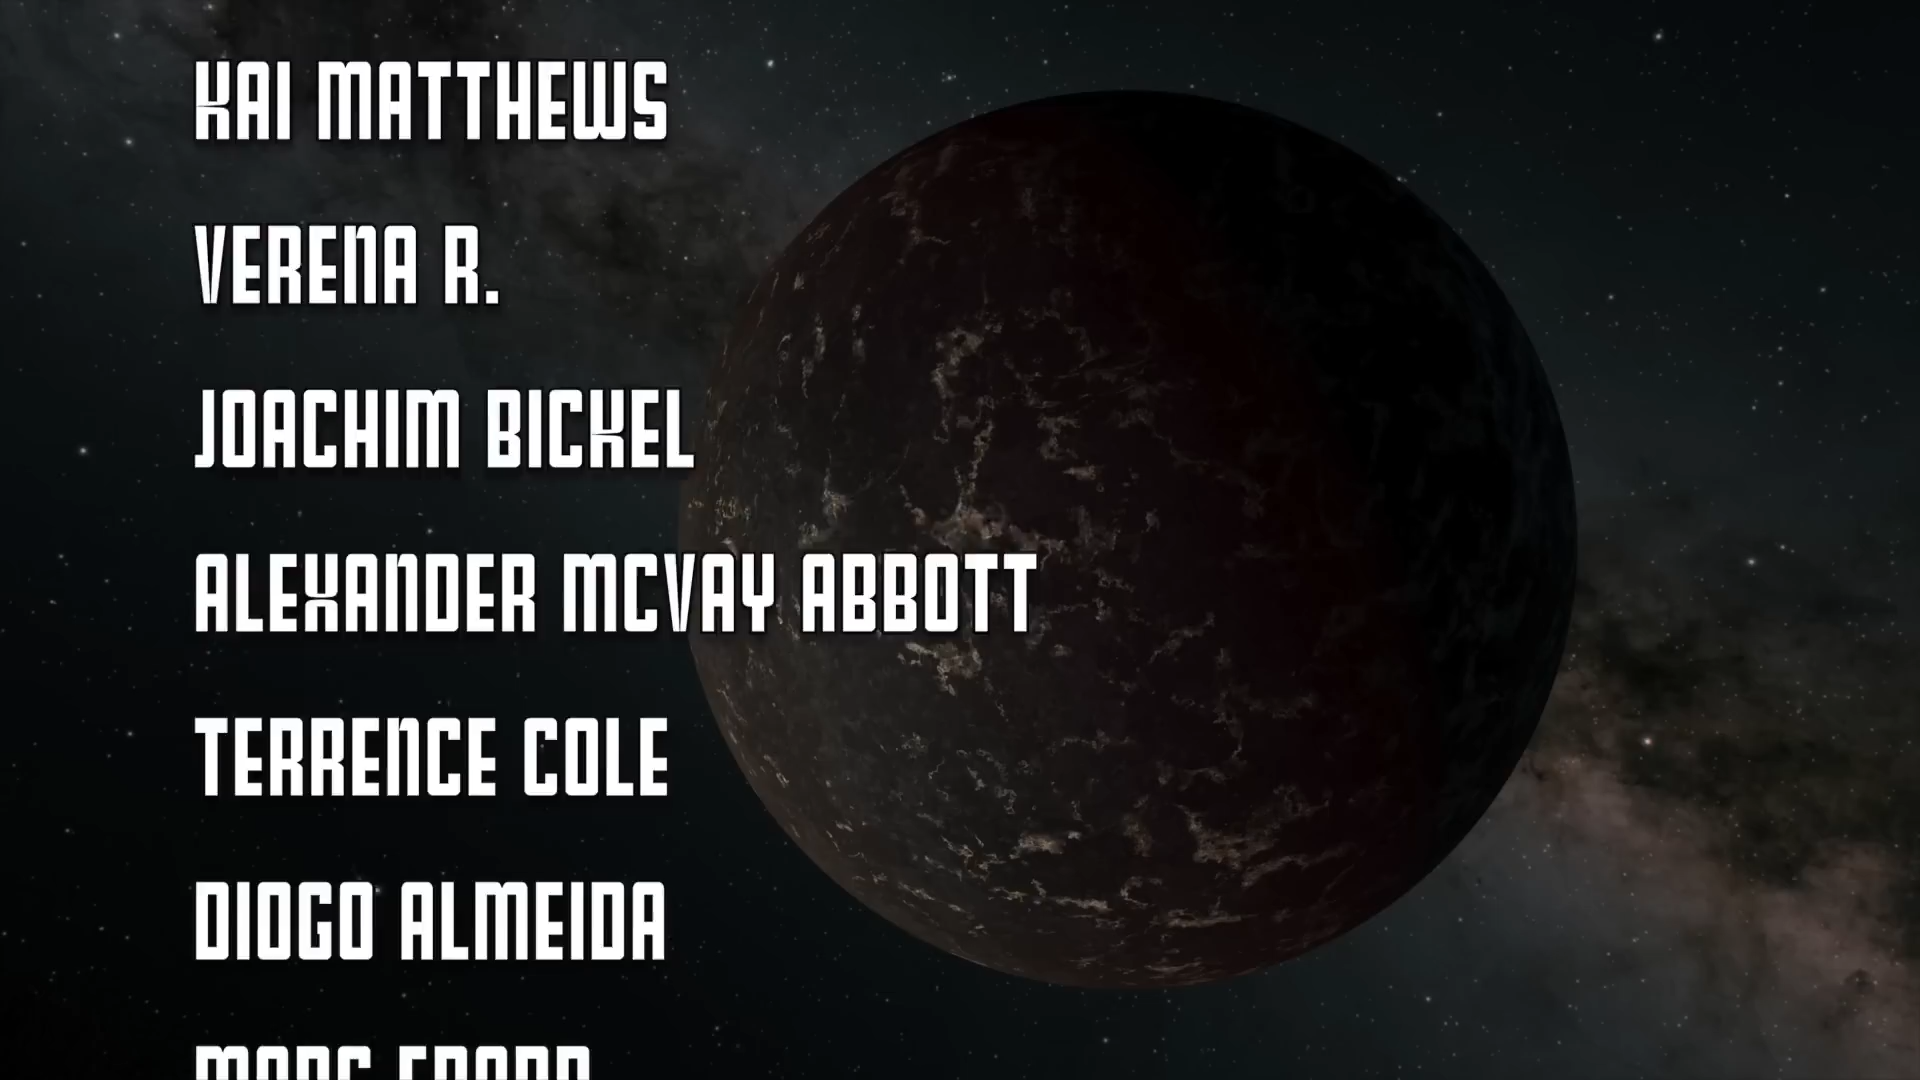 KAI MATTHEWS
VERENA R.
JOACHIM BICKEL
ALEXANDER MCVAY ABBOTT
TERRENCE COLE
DIOGO ALMEIDA